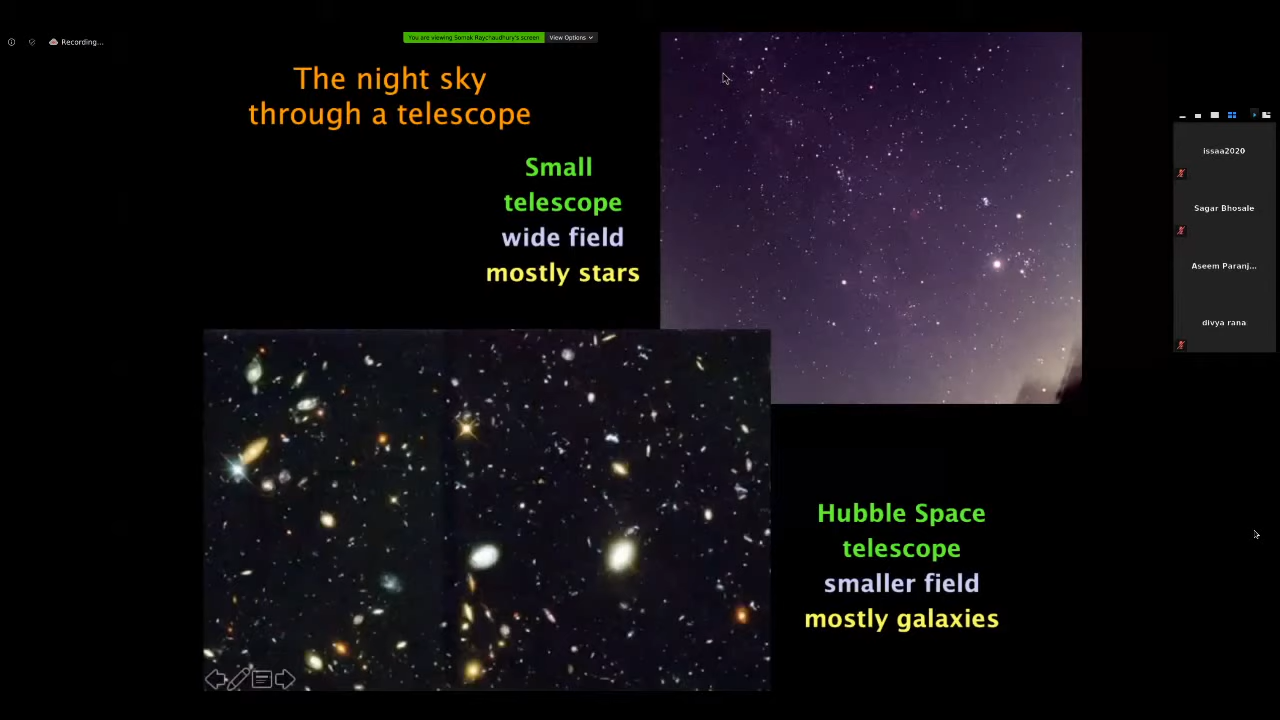 Recording...
You are viewing Somak Raychaudhury's screen
View Options
The night sky
through a telescope
Small
telescope
wide field
mostly stars
issaa2020
Sagar Bhosale
Aseem Paranj...
divya rana
Hubble Space
telescope
smaller field
mostly galaxies